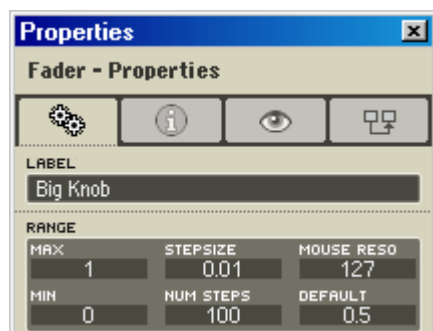 Properties
Fader - Properties
LABEL
Big Knob
RANGE
MAX STEPSIZE MOUSE RESO
1 0.01 127
MIN NUM STEPS DEFAULT
0 100 0.5